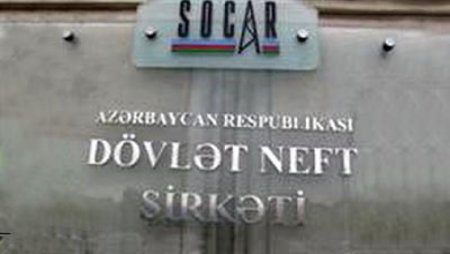 SOCAR
AZƏRBAYCAN RESPUBLIKASI
DÖVLƏT NEFT
ŞİRKƏTİ